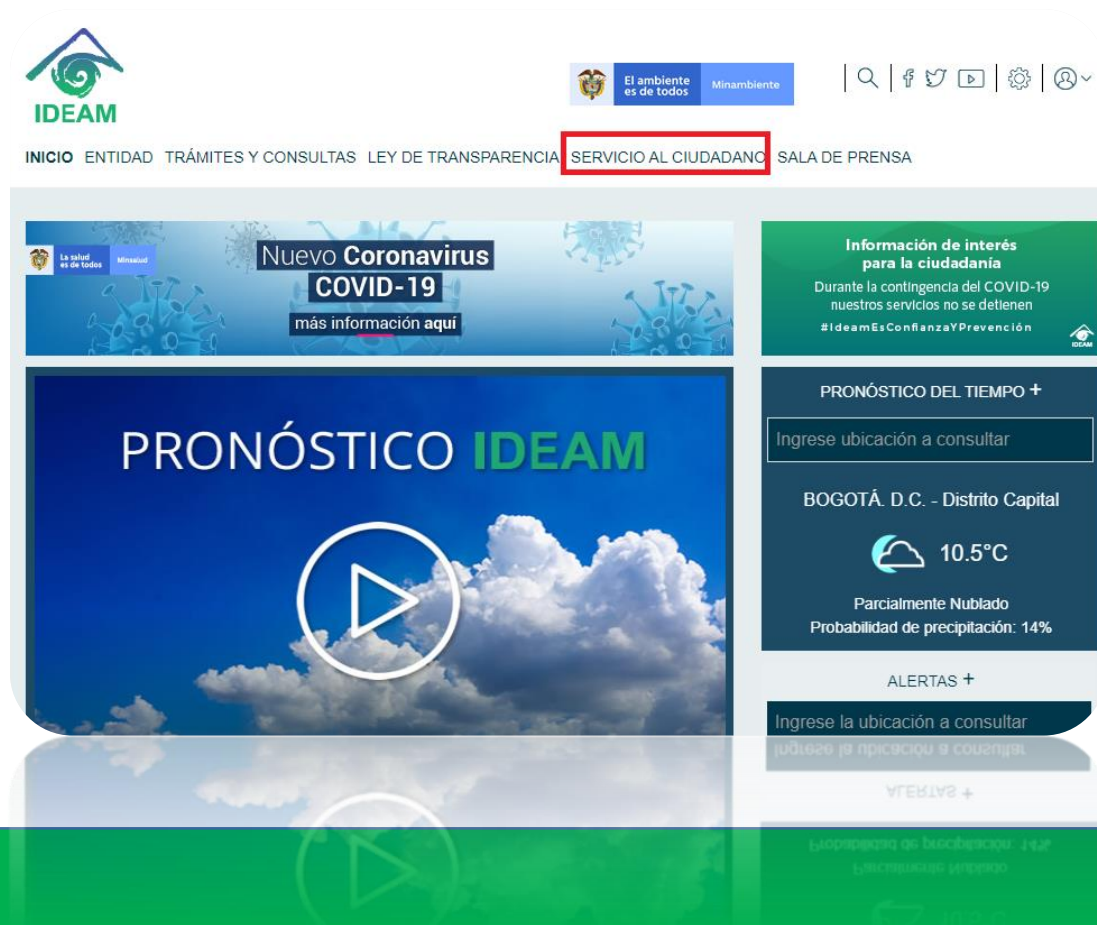 IDEAM
El ambiente
es de todos
Minambiente
INICIO ENTIDAD TRÁMITES Y CONSULTAS LEY DE TRANSPARENCIA SERVICIO AL CIUDADANO SALA DE PRENSA
La salud
es de todos
Minsalud
Nuevo Coronavirus
COVID-19
más información aquí
Información de interés
para la ciudadanía
Durante la contingencia del COVID-19
nuestros servicios no se detienen
#IdeamEsConfianzaYPrevención
IDEAM
PRONÓSTICO IDEAM
PRONÓSTICO DEL TIEMPO +
Ingrese ubicación a consultar
BOGOTÁ. D.C. - Distrito Capital
10.5°C
Parcialmente Nublado
Probabilidad de precipitación: 14%
ALERTAS +
Ingrese la ubicación a consultar